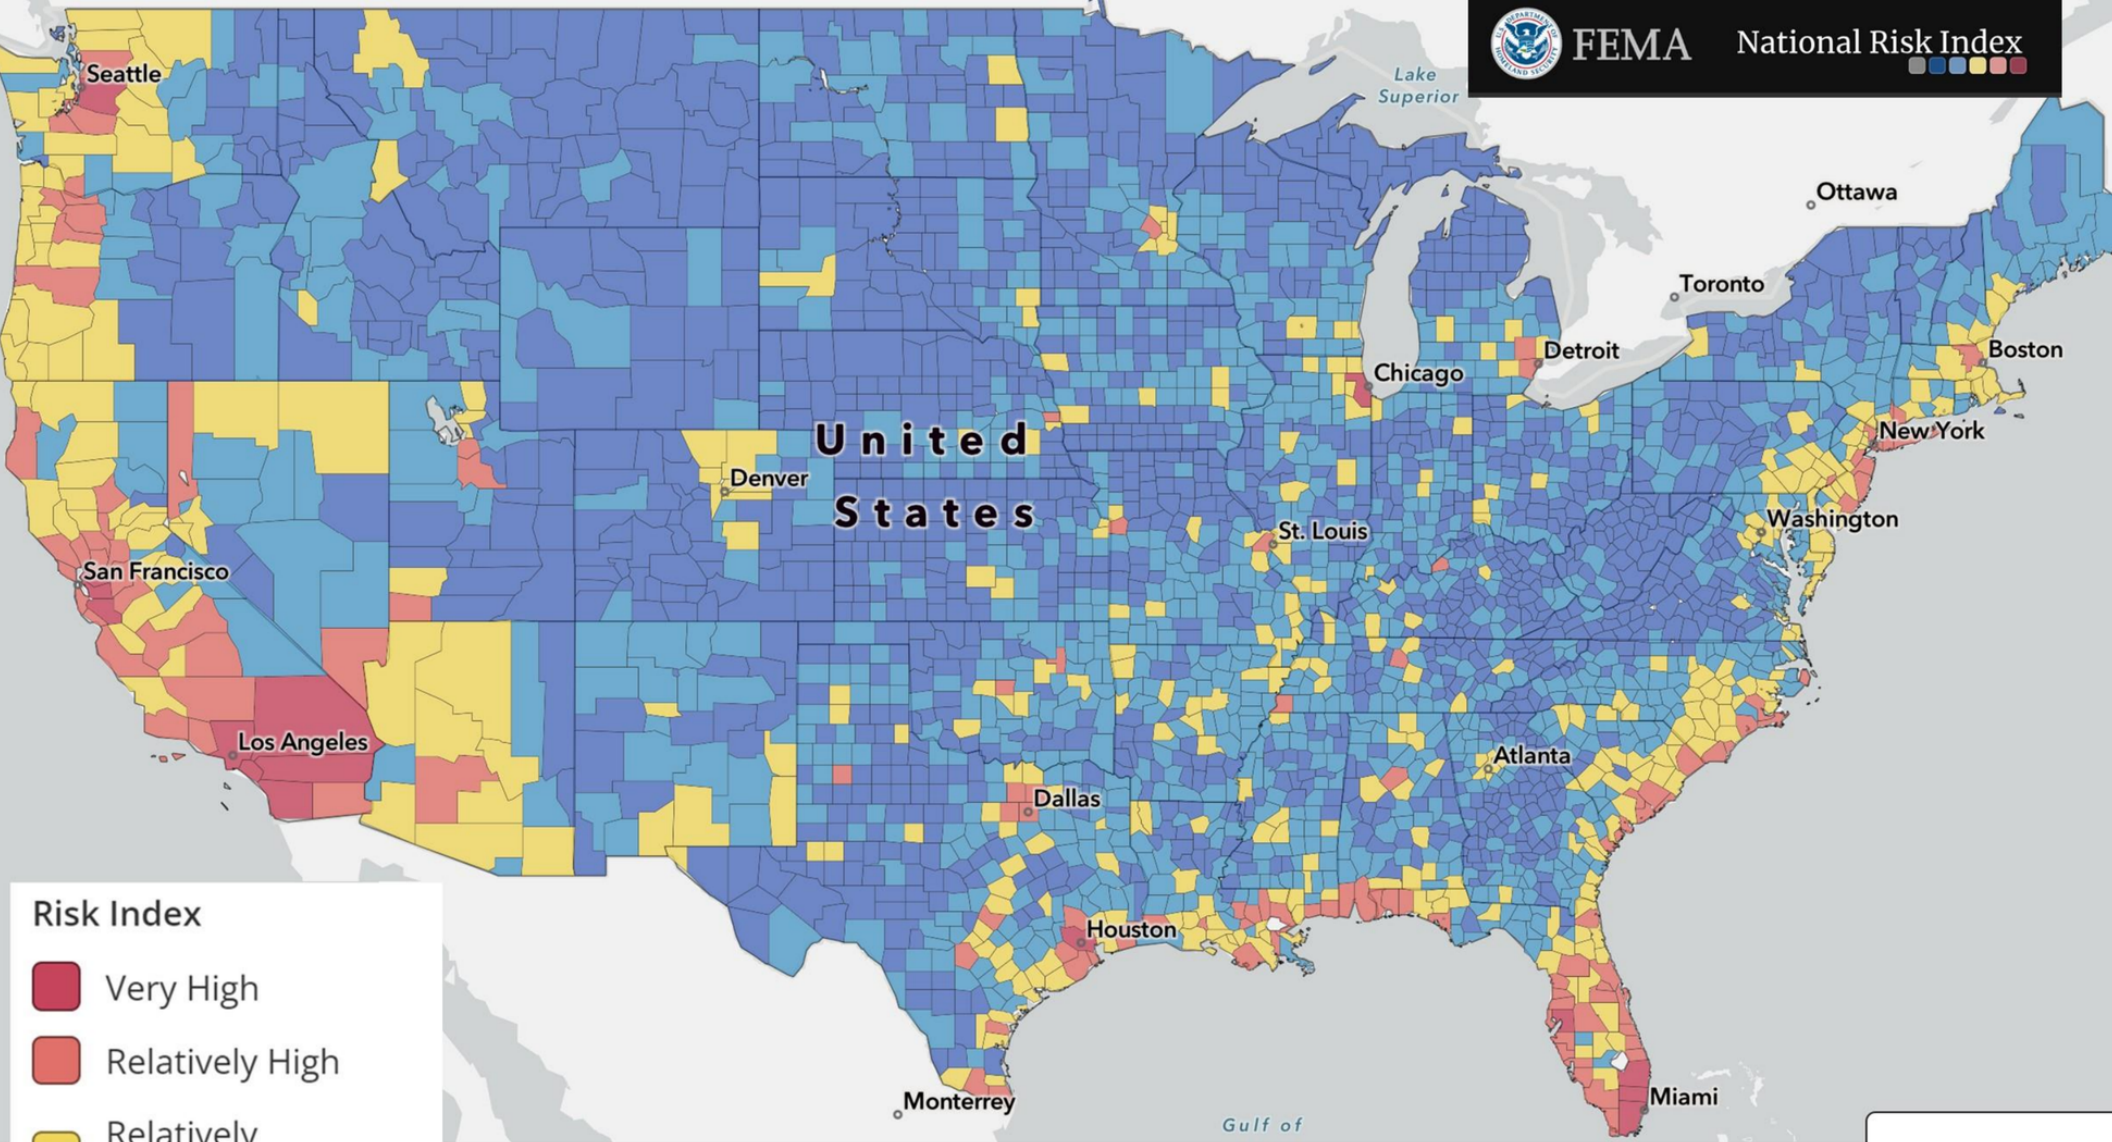 FEMA
National Risk Index
Seattle
Lake
Superior
Ottawa
Toronto
Detroit
Boston
Chicago
New York
United
States
Denver
Washington
St. Louis
San Francisco
Los Angeles
Atlanta
Dallas
Houston
Miami
Monterrey
Gulf of
Risk Index
Very High
Relatively High
Relatively